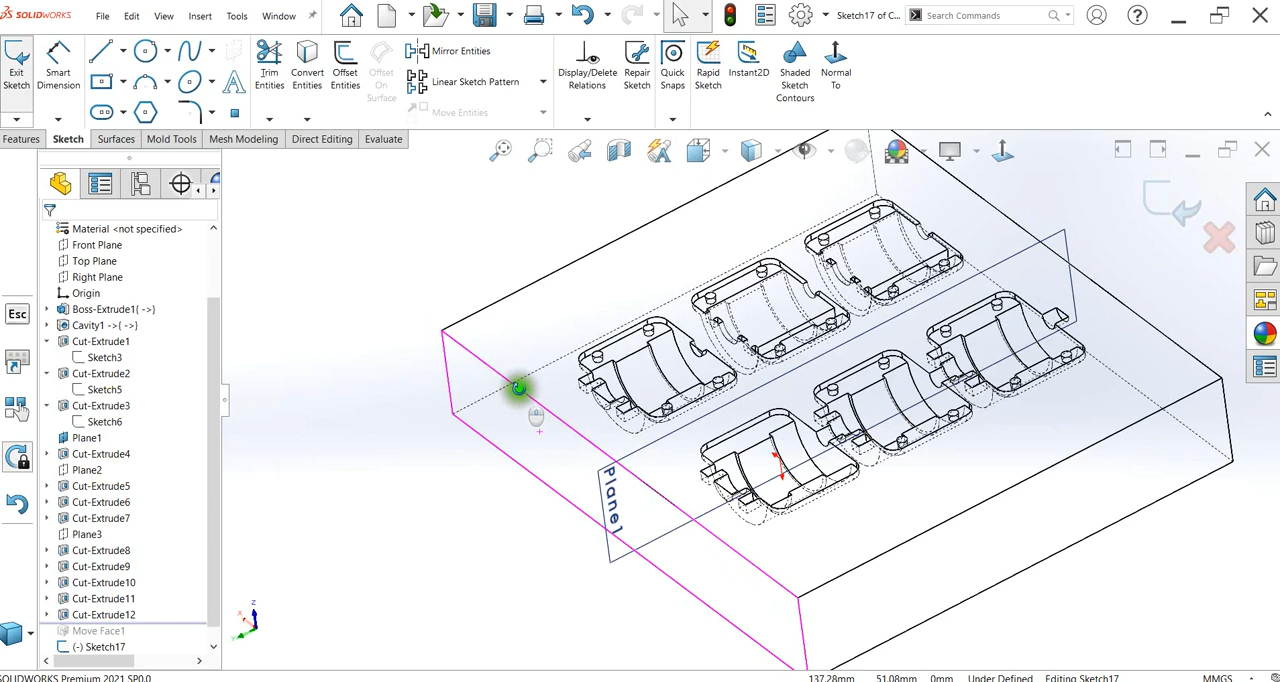 SOLIDWORKS
File
Edit
View
Insert
Tools
Window
Sketch17 of C...
Search Commands
Exit
Sketch
Smart
Dimension
Trim
Entities
Convert
Entities
Offset
Entities
Offset
On
Surface
Mirror Entities
Linear Sketch Pattern
Move Entities
Display/Delete
Relations
Repair
Sketch
Quick
Snaps
Rapid
Sketch
Instant2D
Shaded
Sketch
Contours
Normal
To
Features
Sketch
Surfaces
Mold Tools
Mesh Modeling
Direct Editing
Evaluate
Material <not specified>
Front Plane
Top Plane
Right Plane
Origin
Boss-Extrude1{ ->}
Cavity1 ->{ ->}
Cut-Extrude1
Sketch3
Cut-Extrude2
Sketch5
Cut-Extrude3
Sketch6
Plane1
Cut-Extrude4
Plane2
Cut-Extrude5
Cut-Extrude6
Cut-Extrude7
Plane3
Cut-Extrude8
Cut-Extrude9
Cut-Extrude10
Cut-Extrude11
Cut-Extrude12
Move Face1
(-) Sketch17
Esc
Plane1
Z
X
Y
SOLIDWORKS Premium 2021 SP0.0
137.28mm
51.08mm
0mm
Under Defined
Editing Sketch17
MMGS